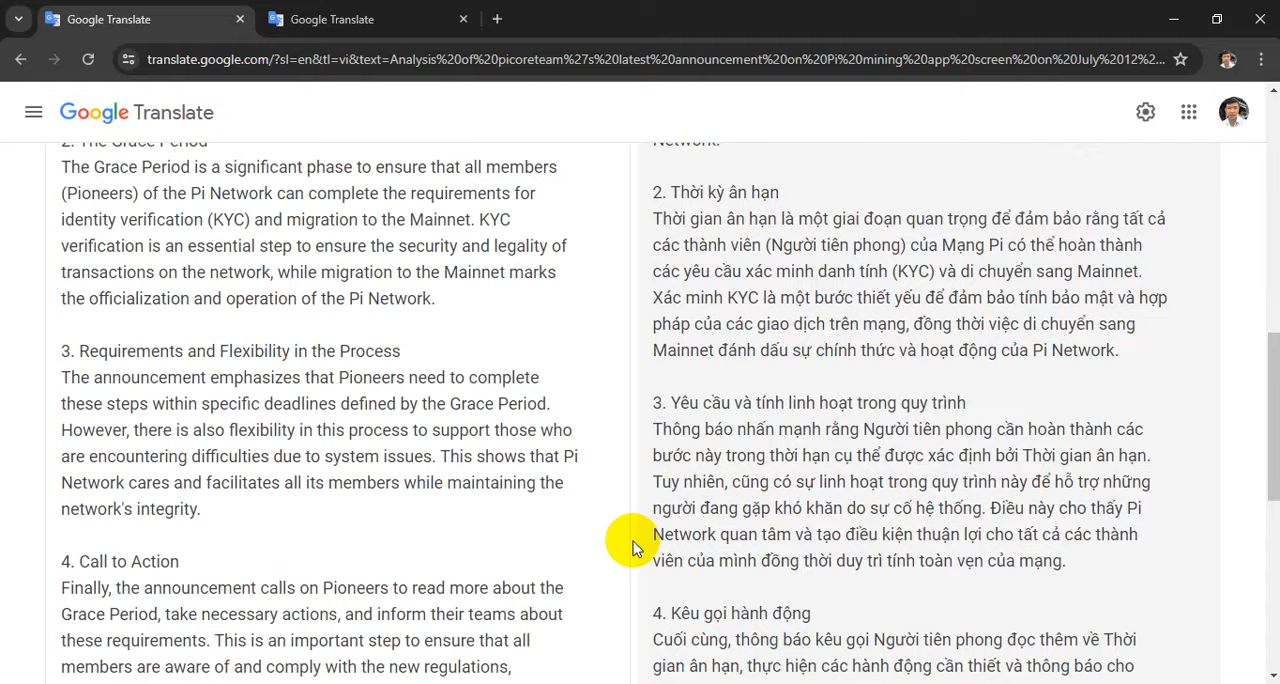 Google Translate
Google Translate
translate.google.com/?sl=en&tl=vi&text=Analysis%20of%20picoreteam%27s%20latest%20announcement%20on%20Pi%20mining%20app%20screen%20on%20July%2012%2...
Google Translate
2. The Grace Period
The Grace Period is a significant phase to ensure that all members
(Pioneers) of the Pi Network can complete the requirements for
identity verification (KYC) and migration to the Mainnet. KYC
verification is an essential step to ensure the security and legality of
transactions on the network, while migration to the Mainnet marks
the officialization and operation of the Pi Network.
3. Requirements and Flexibility in the Process
The announcement emphasizes that Pioneers need to complete
these steps within specific deadlines defined by the Grace Period.
However, there is also flexibility in this process to support those who
are encountering difficulties due to system issues. This shows that Pi
Network cares and facilitates all its members while maintaining the
network's integrity.
4. Call to Action
Finally, the announcement calls on Pioneers to read more about the
Grace Period, take necessary actions, and inform their teams about
these requirements. This is an important step to ensure that all
members are aware of and comply with the new regulations,
Network.
2. Thời kỳ ân hạn
Thời gian ân hạn là một giai đoạn quan trọng để đảm bảo rằng tất cả
các thành viên (Người tiên phong) của Mạng Pi có thể hoàn thành
các yêu cầu xác minh danh tính (KYC) và di chuyển sang Mainnet.
Xác minh KYC là một bước thiết yếu để đảm bảo tính bảo mật và hợp
pháp của các giao dịch trên mạng, đồng thời việc di chuyển sang
Mainnet đánh dấu sự chính thức và hoạt động của Pi Network.
3. Yêu cầu và tính linh hoạt trong quy trình
Thông báo nhấn mạnh rằng Người tiên phong cần hoàn thành các
bước này trong thời hạn cụ thể được xác định bởi Thời gian ân hạn.
Tuy nhiên, cũng có sự linh hoạt trong quy trình này để hỗ trợ những
người đang gặp khó khăn do sự cố hệ thống. Điều này cho thấy Pi
Network quan tâm và tạo điều kiện thuận lợi cho tất cả các thành
viên của mình đồng thời duy trì tính toàn vẹn của mạng.
4. Kêu gọi hành động
Cuối cùng, thông báo kêu gọi Người tiên phong đọc thêm về Thời
gian ân hạn, thực hiện các hành động cần thiết và thông báo cho